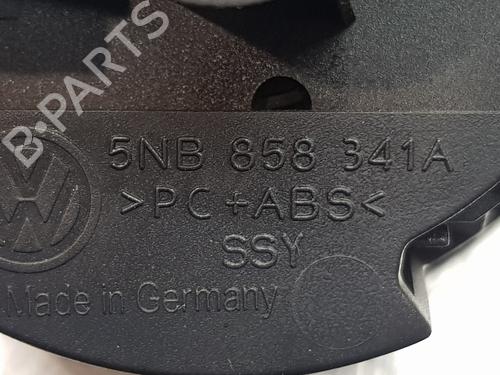 B-PARTS
5NB 858 341A
>PC+ABS<
SSY
Made in Germany